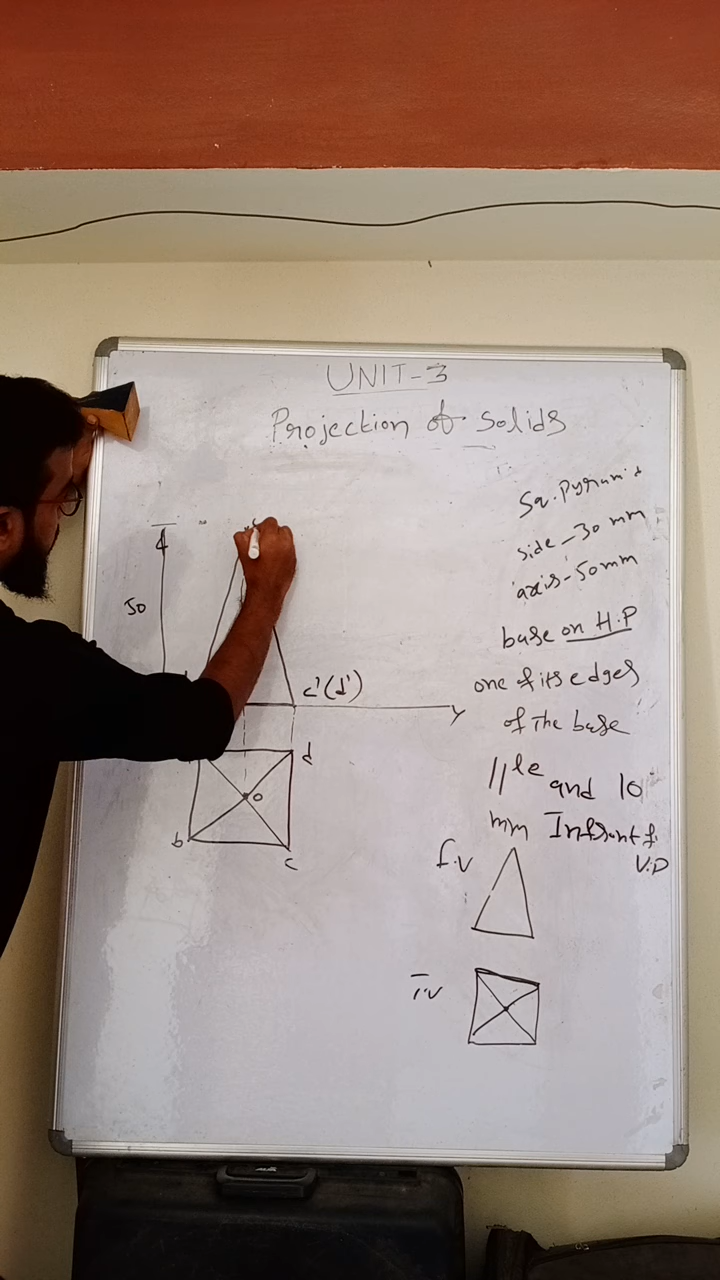 UNIT-3
Projection of Solids
Sq. Pyramid
side - 30 mm
axis - 50mm
base on H.P
one of its edges
of The base
//le and 10
mm Infront of
V.P
50
c'(d')
Y
d
o
b
c
f.v
T.v